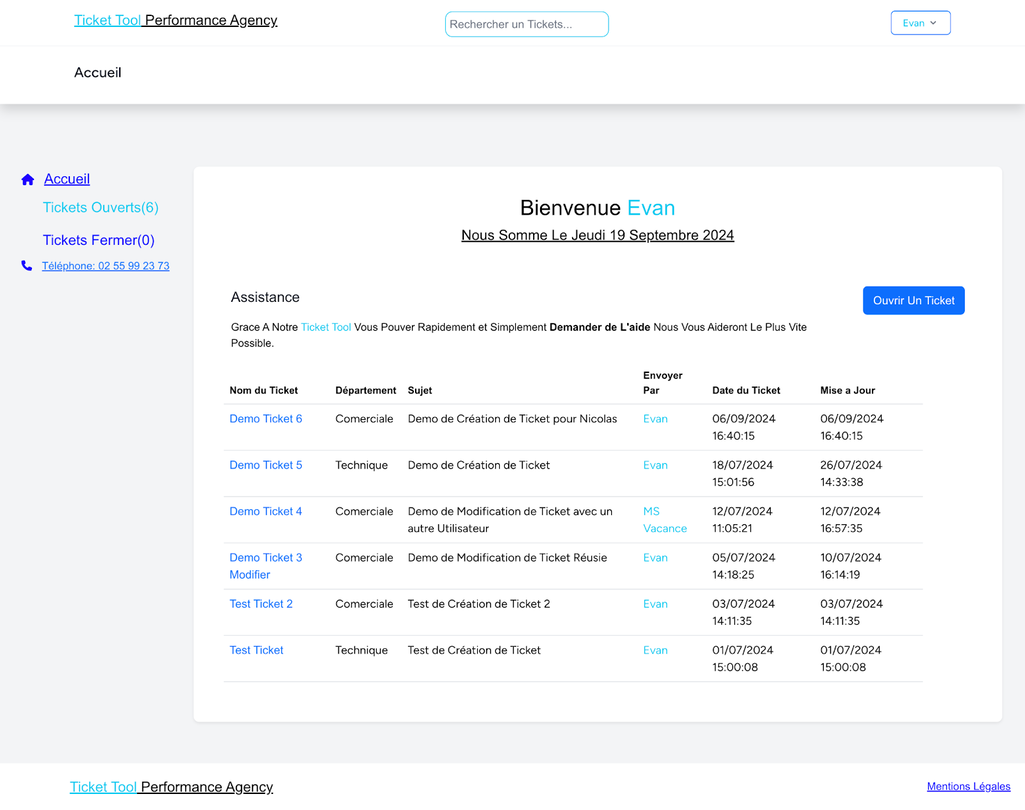 Ticket Tool Performance Agency
Rechercher un Tickets...
Evan
Accueil
Accueil
Tickets Ouverts(6)
Tickets Fermer(0)
Téléphone: 02 55 99 23 73
Bienvenue Evan
Nous Somme Le Jeudi 19 Septembre 2024
Assistance
Ouvrir Un Ticket
Grace A Notre Ticket Tool Vous Pouver Rapidement et Simplement Demander de L'aide Nous Vous Aideront Le Plus Vite
Possible.
Envoyer
Nom du Ticket Département Sujet Par Date du Ticket Mise a Jour
Demo Ticket 6 Comerciale Demo de Création de Ticket pour Nicolas Evan 06/09/2024 06/09/2024
16:40:15 16:40:15
Demo Ticket 5 Technique Demo de Création de Ticket Evan 18/07/2024 26/07/2024
15:01:56 14:33:38
Demo Ticket 4 Comerciale Demo de Modification de Ticket avec un MS 12/07/2024 12/07/2024
autre Utilisateur Vacance 11:05:21 16:57:35
Demo Ticket 3 Comerciale Demo de Modification de Ticket Réusie Evan 05/07/2024 10/07/2024
Modifier 14:18:25 16:14:19
Test Ticket 2 Comerciale Test de Création de Ticket 2 Evan 03/07/2024 03/07/2024
14:11:35 14:11:35
Test Ticket Technique Test de Création de Ticket Evan 01/07/2024 01/07/2024
15:00:08 15:00:08
Ticket Tool Performance Agency
Mentions Légales